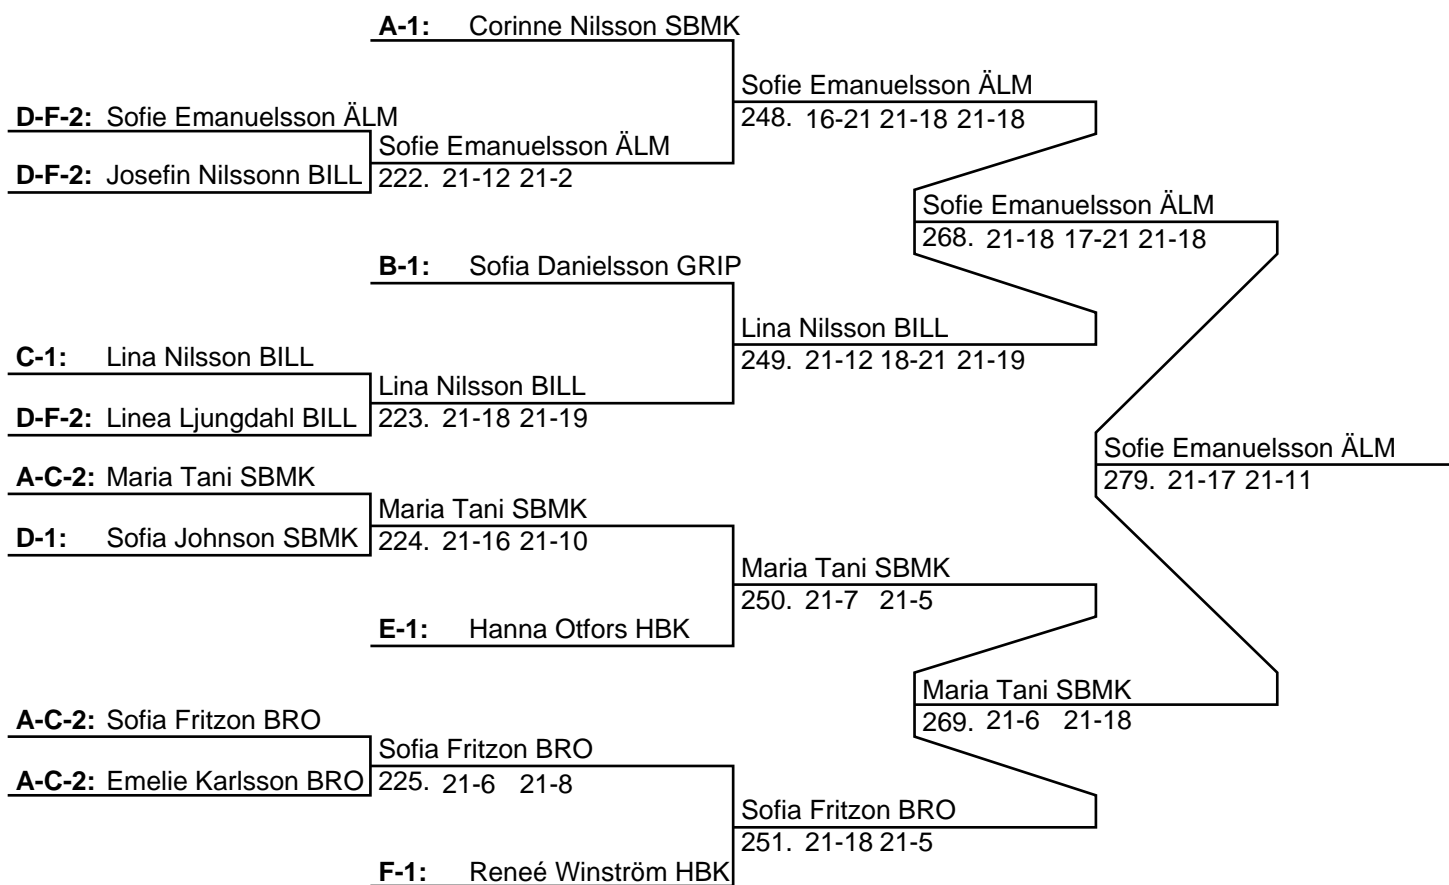 A-1: Corinne Nilsson SBMK
Sofie Emanuelsson ÄLM
248. 16-21 21-18 21-18
D-F-2: Sofie Emanuelsson ÄLM
Sofie Emanuelsson ÄLM
D-F-2: Josefin Nilssonn BILL
222. 21-12 21-2
Sofie Emanuelsson ÄLM
268. 21-18 17-21 21-18
B-1: Sofia Danielsson GRIP
Lina Nilsson BILL
249. 21-12 18-21 21-19
C-1: Lina Nilsson BILL
Lina Nilsson BILL
D-F-2: Linea Ljungdahl BILL
223. 21-18 21-19
Sofie Emanuelsson ÄLM
279. 21-17 21-11
A-C-2: Maria Tani SBMK
Maria Tani SBMK
D-1: Sofia Johnson SBMK
224. 21-16 21-10
Maria Tani SBMK
250. 21-7 21-5
E-1: Hanna Otfors HBK
Maria Tani SBMK
269. 21-6 21-18
A-C-2: Sofia Fritzon BRO
Sofia Fritzon BRO
A-C-2: Emelie Karlsson BRO
225. 21-6 21-8
Sofia Fritzon BRO
251. 21-18 21-5
F-1: Reneé Winström HBK